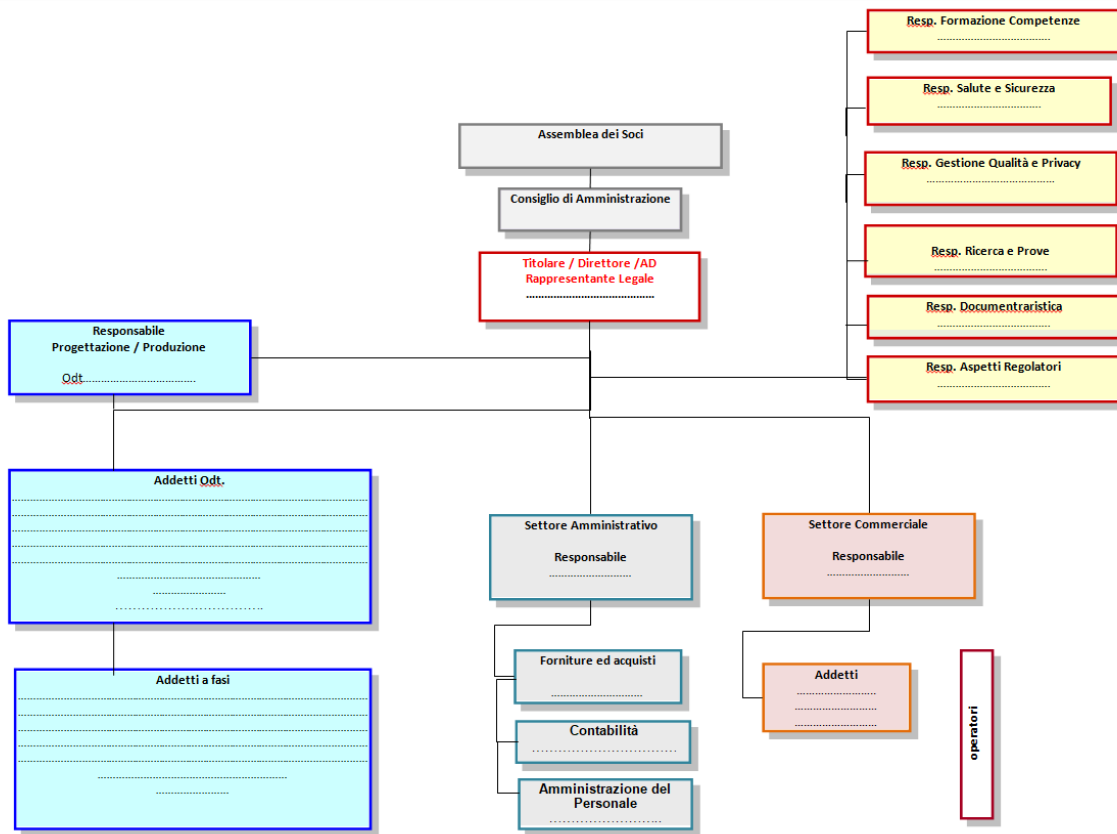 Resp. Formazione Competenze
.....................................
Resp. Salute e Sicurezza
..................................
Assemblea dei Soci
Resp. Gestione Qualità e Privacy
..........................................
Consiglio di Amministrazione
Titolare / Direttore /AD
Rappresentante Legale
..........................................
Resp. Ricerca e Prove
.....................................
Resp. Documentraristica
.....................................
Responsabile
Progettazione / Produzione
Odt.....................................
Resp. Aspetti Regolatori
.....................................
Addetti Odt.
......................................................................................................................
......................................................................................................................
......................................................................................................................
......................................................................................................................
......................................................................................................................
...............................................
........................
.................................
Settore Amministrativo
Responsabile
...........................
Settore Commerciale
Responsabile
...........................
Addetti a fasi
....................................................................................................................
....................................................................................................................
....................................................................................................................
....................................................................................................................
....................................................................................................................
..............................................................
........................
Forniture ed acquisti
..............................
Contabilità
................................
Amministrazione del
Personale
..............................
Addetti
..........................
...........................
............................
operatori